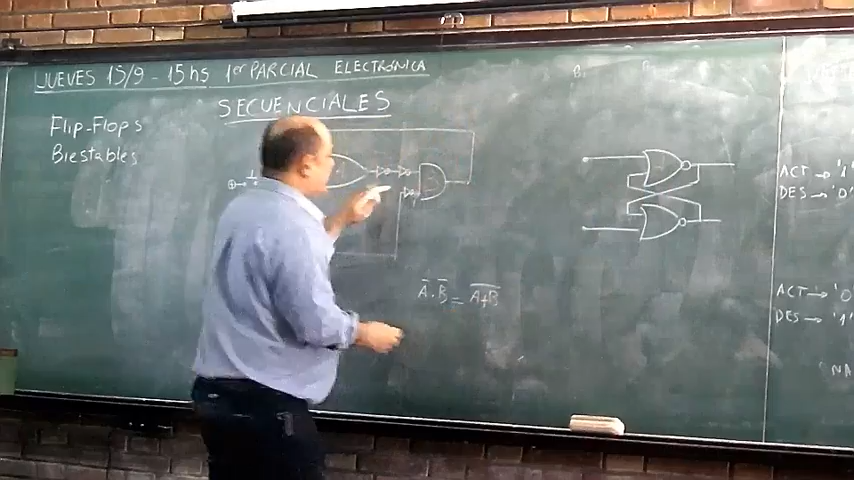 JUEVES 15/9 - 15hs 1er PARCIAL ELECTRÓNICA
SECUENCIALES
Flip-Flops
Biestables
A̅.B̅ = A̅+̅B̅
ACT → '1'
DES → '0'
ACT → '0
DES → '1'